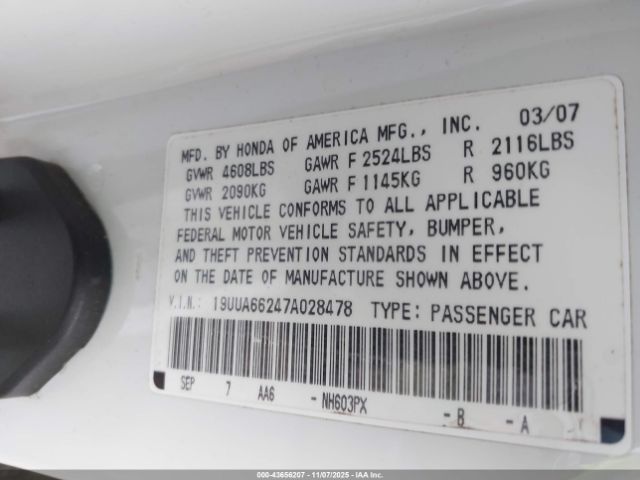 MFD. BY HONDA OF AMERICA MFG., INC. 03/07
GVWR 4608LBS GAWR F 2524LBS R 2116LBS
GVWR 2090KG GAWR F 1145KG R 960KG
THIS VEHICLE CONFORMS TO ALL APPLICABLE
FEDERAL MOTOR VEHICLE SAFETY, BUMPER,
AND THEFT PREVENTION STANDARDS IN EFFECT
ON THE DATE OF MANUFACTURE SHOWN ABOVE.
V.I.N.: 19UUA66247A028478 TYPE: PASSENGER CAR
SEP 7 AA6 -NH603PX -B -A
000-43656207 - 11/07/2025 - IAA Inc.